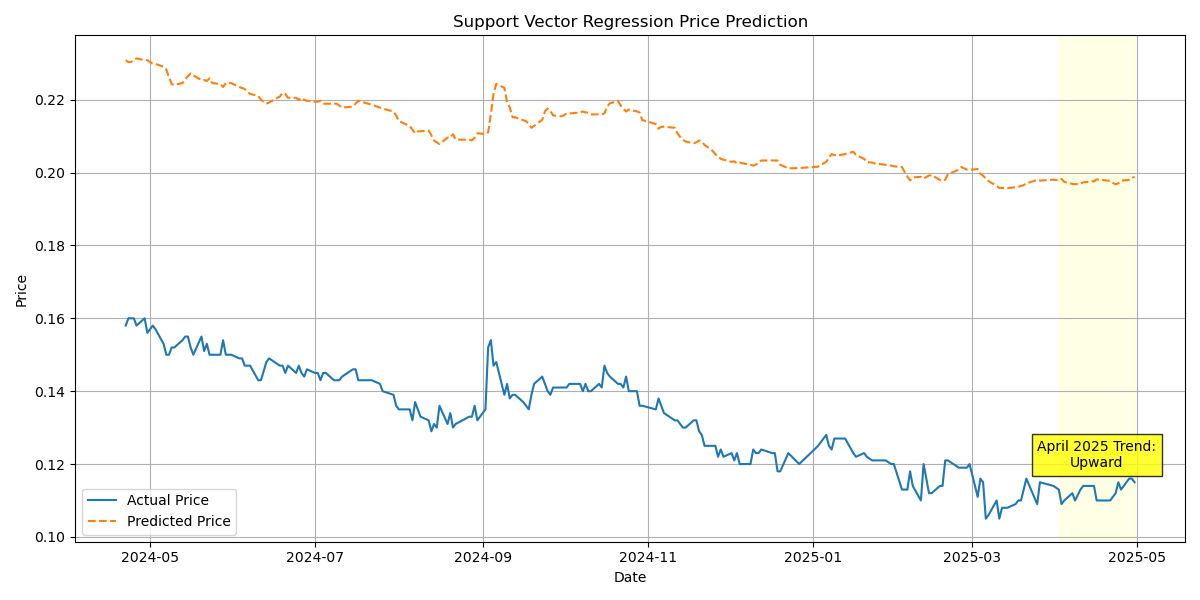 Support Vector Regression Price Prediction
Price
0.22
0.20
0.18
0.16
0.14
0.12
0.10
April 2025 Trend:
Upward
Actual Price
Predicted Price
2024-05
2024-07
2024-09
2024-11
2025-01
2025-03
2025-05
Date